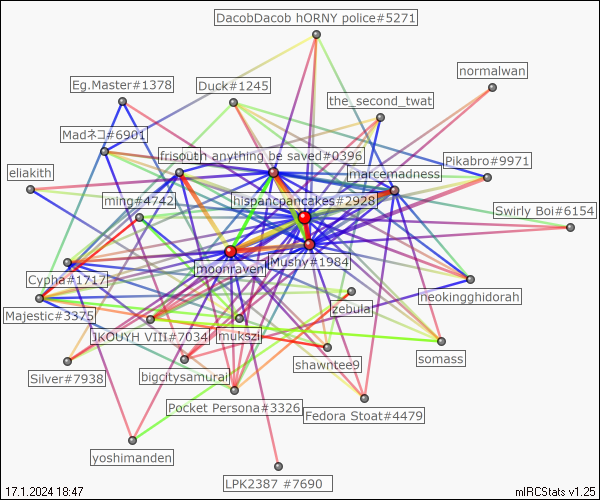 DacobDacob hORNY police#5271
normalwan
Eg.Master#1378
Duck#1245
the_second_twat
Madネコ#6901
outh anything be saved#0396
Pikabro#9971
eliakith
marcemadness
ming#4742
hispanopancakes#2928
Swirly Boi#6154
Mushy#1984
moonraven
Cypha#1717
neokingghidorah
zebula
Majestic#3375
JKOUYH VIII#7034
mukszi
shawntee9
somass
Silver#7938
bigcitysamurai
Pocket Persona#3326
Fedora Stoat#4479
yoshimanden
LPK2387 #7690
17.1.2024 18:47
mIRCStats v1.25